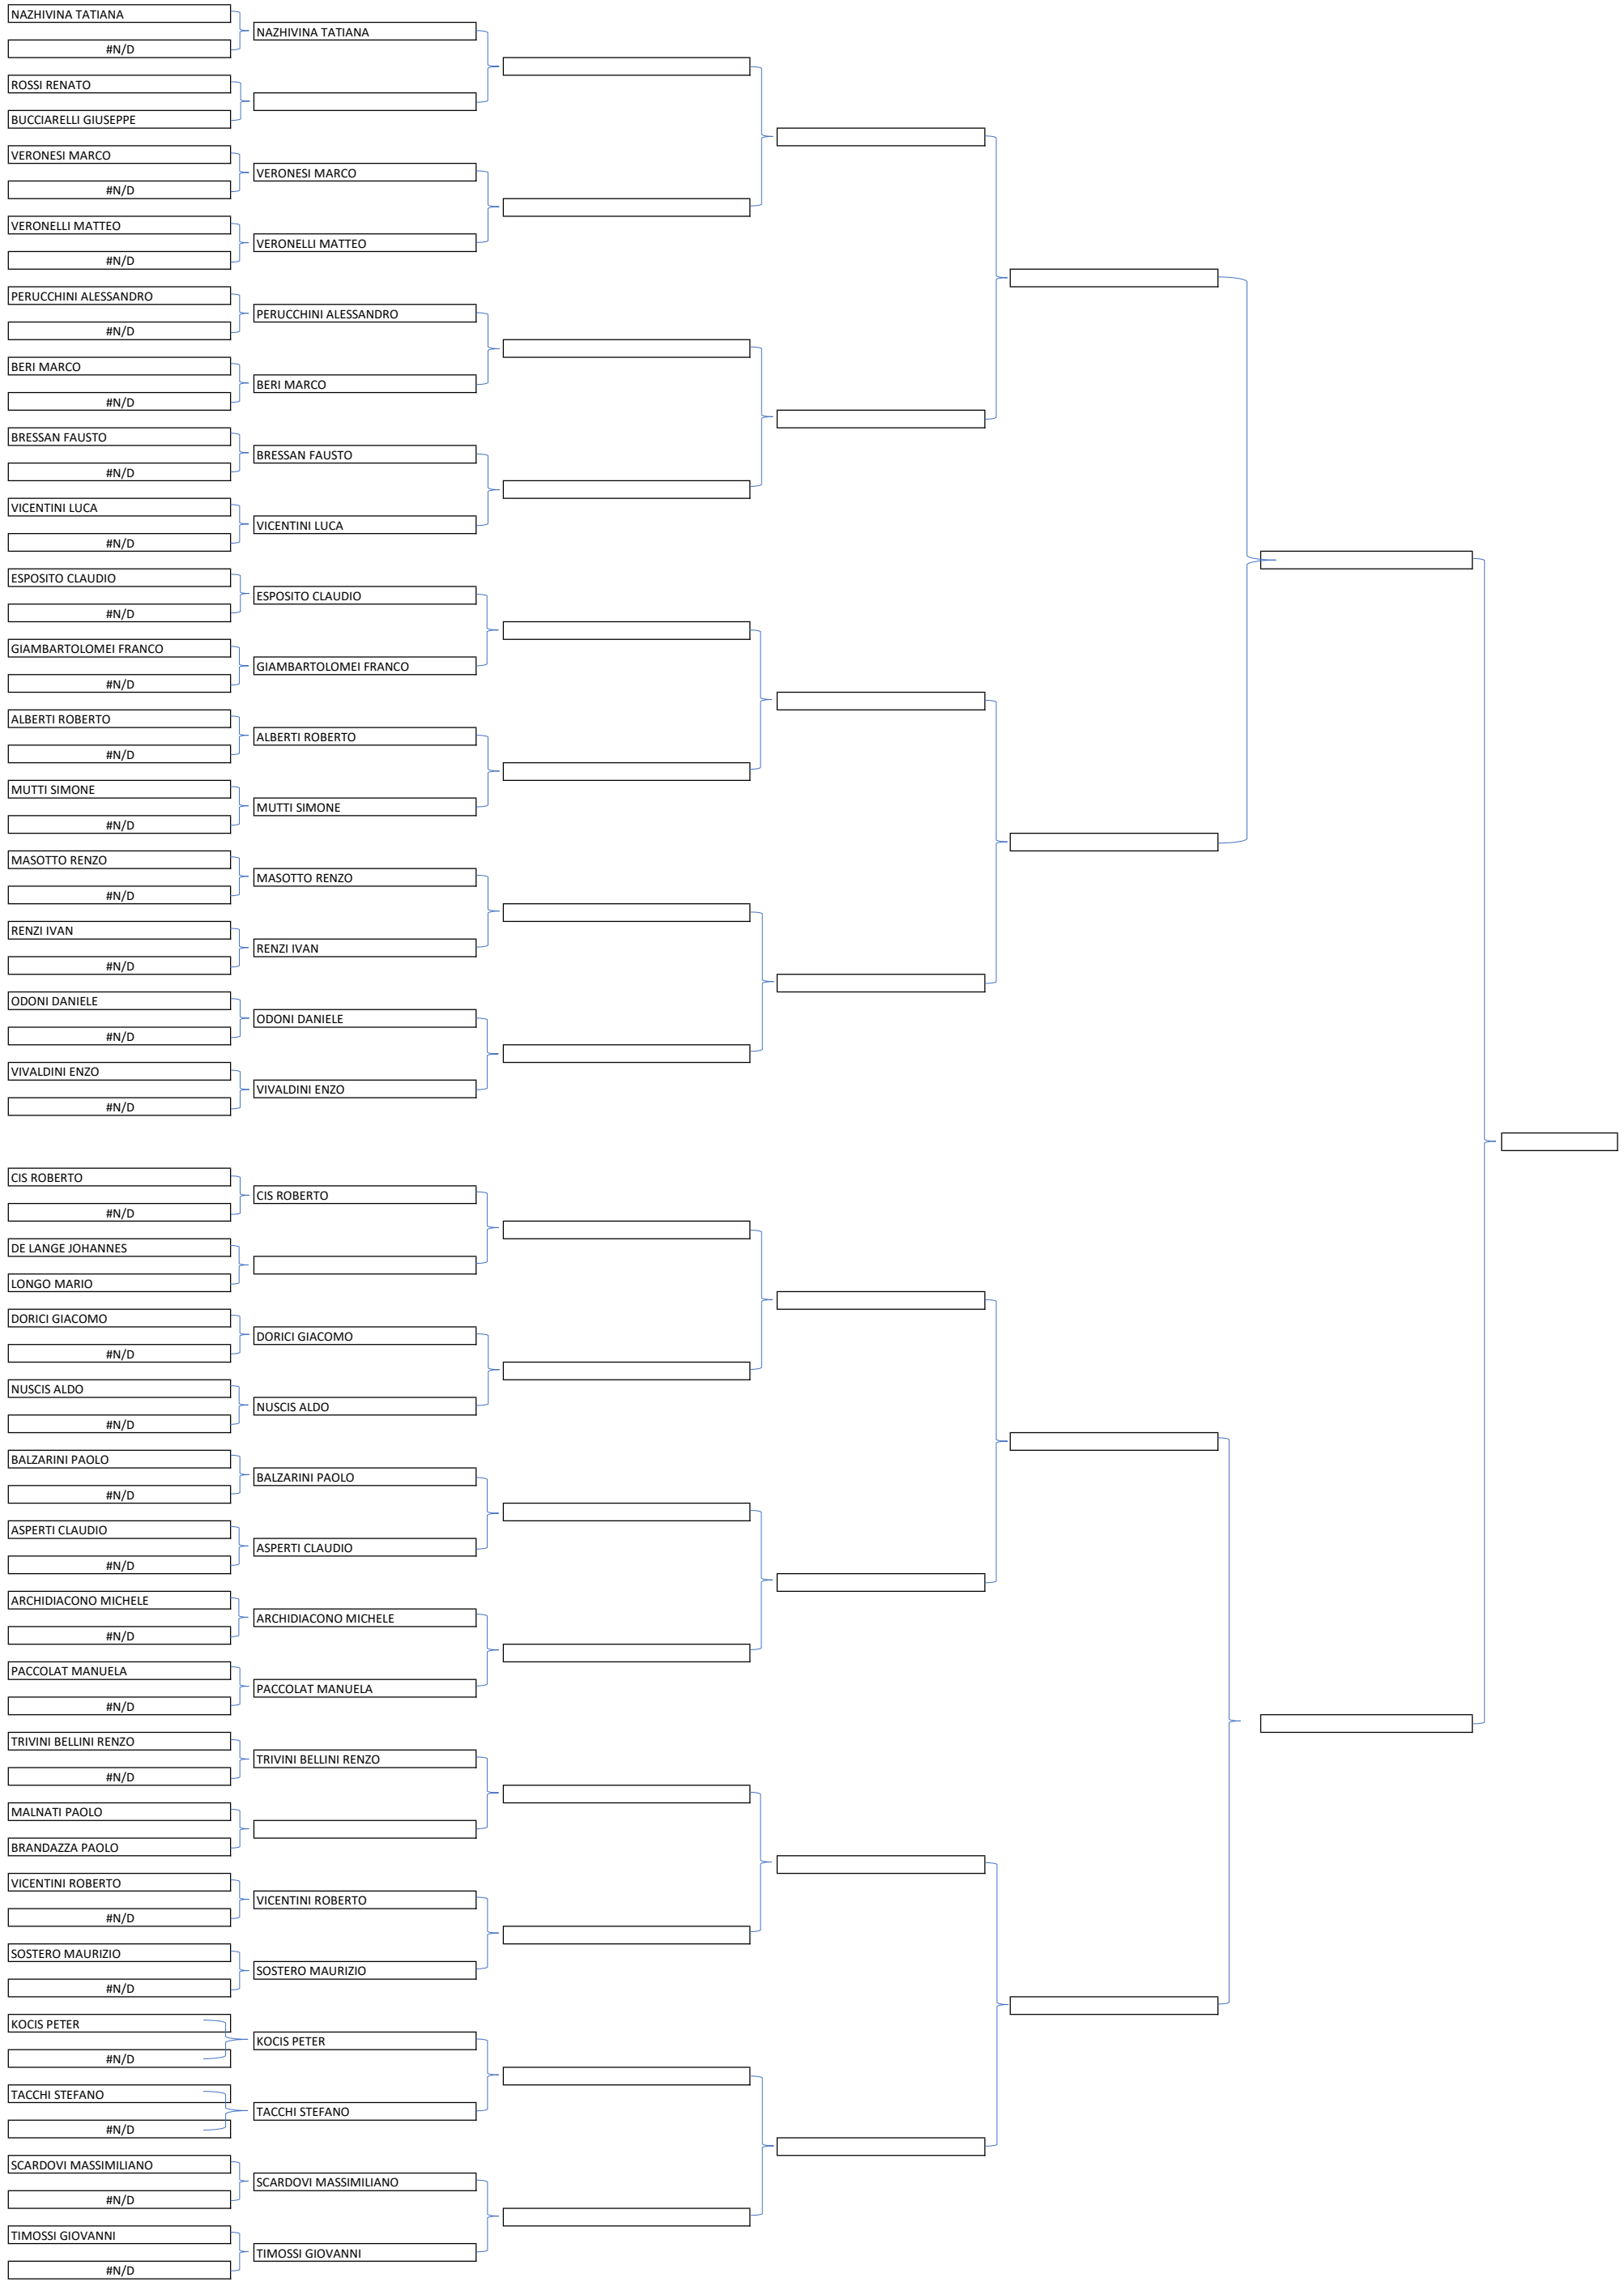 NAZHIVINA TATIANA
NAZHIVINA TATIANA
#N/D
ROSSI RENATO
BUCCIARELLI GIUSEPPE
VERONESI MARCO
VERONESI MARCO
#N/D
VERONELLI MATTEO
VERONELLI MATTEO
#N/D
PERUCCHINI ALESSANDRO
PERUCCHINI ALESSANDRO
#N/D
BERI MARCO
BERI MARCO
#N/D
BRESSAN FAUSTO
BRESSAN FAUSTO
#N/D
VICENTINI LUCA
VICENTINI LUCA
#N/D
ESPOSITO CLAUDIO
ESPOSITO CLAUDIO
#N/D
GIAMBARTOLOMEI FRANCO
GIAMBARTOLOMEI FRANCO
#N/D
ALBERTI ROBERTO
ALBERTI ROBERTO
#N/D
MUTTI SIMONE
MUTTI SIMONE
#N/D
MASOTTO RENZO
MASOTTO RENZO
#N/D
RENZI IVAN
RENZI IVAN
#N/D
ODONI DANIELE
ODONI DANIELE
#N/D
VIVALDINI ENZO
VIVALDINI ENZO
#N/D
CIS ROBERTO
CIS ROBERTO
#N/D
DE LANGE JOHANNES
LONGO MARIO
DORICI GIACOMO
DORICI GIACOMO
#N/D
NUSCIS ALDO
NUSCIS ALDO
#N/D
BALZARINI PAOLO
BALZARINI PAOLO
#N/D
ASPERTI CLAUDIO
ASPERTI CLAUDIO
#N/D
ARCHIDIACONO MICHELE
ARCHIDIACONO MICHELE
#N/D
PACCOLAT MANUELA
PACCOLAT MANUELA
#N/D
TRIVINI BELLINI RENZO
TRIVINI BELLINI RENZO
#N/D
MALNATI PAOLO
BRANDAZZA PAOLO
VICENTINI ROBERTO
VICENTINI ROBERTO
#N/D
SOSTERO MAURIZIO
SOSTERO MAURIZIO
#N/D
KOCIS PETER
KOCIS PETER
#N/D
TACCHI STEFANO
TACCHI STEFANO
#N/D
SCARDOVI MASSIMILIANO
SCARDOVI MASSIMILIANO
#N/D
TIMOSSI GIOVANNI
TIMOSSI GIOVANNI
#N/D